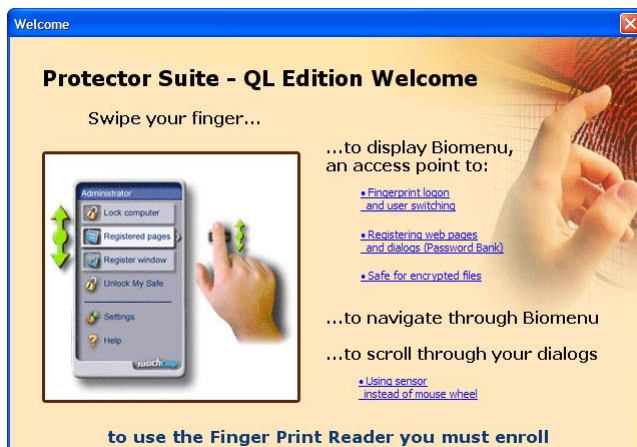 Welcome
Protector Suite - QL Edition Welcome
Swipe your finger...
...to display Biomenu,
an access point to:
• Fingerprint logon
and user switching
• Registering web pages
and dialogs (Password Bank)
• Safe for encrypted files
Administrator
Lock computer
Registered pages
Register window
Unlock My Safe
Settings
Help
touchchip
...to navigate through Biomenu
...to scroll through your dialogs
• Using sensor
instead of mouse wheel
to use the Finger Print Reader you must enroll